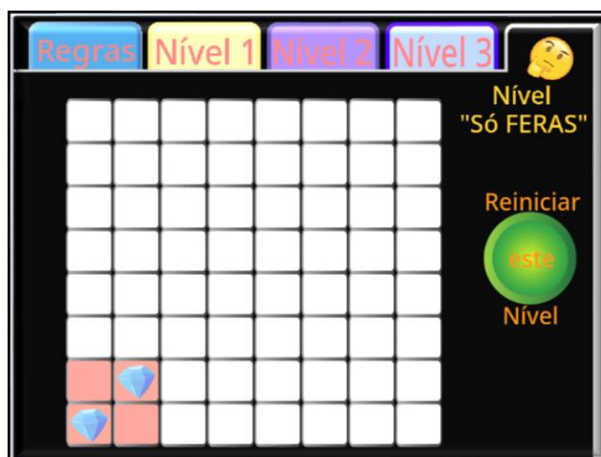 Regras
Nível 1
Nível 2
Nível 3
Nível
"Só FERAS"
Reiniciar
este
Nível